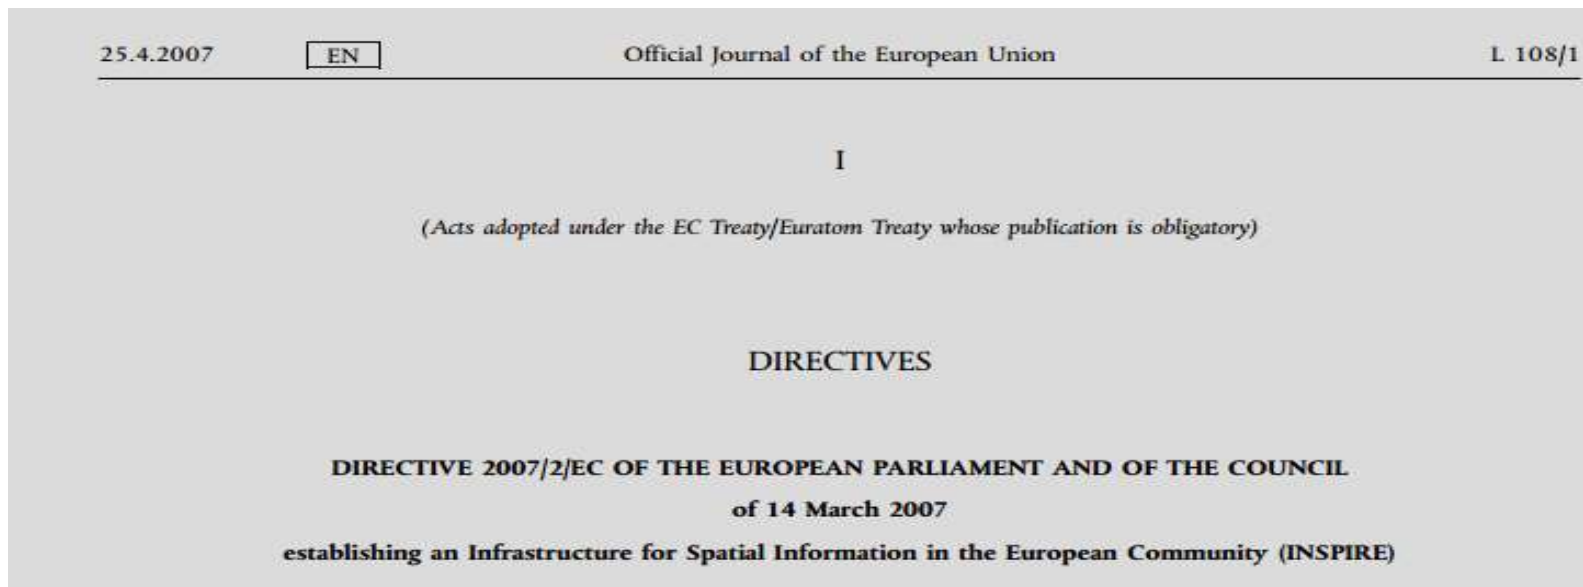 25.4.2007 EN Official Journal of the European Union L 108/1
I
(Acts adopted under the EC Treaty/Euratom Treaty whose publication is obligatory)
DIRECTIVES
DIRECTIVE 2007/2/EC OF THE EUROPEAN PARLIAMENT AND OF THE COUNCIL
of 14 March 2007
establishing an Infrastructure for Spatial Information in the European Community (INSPIRE)